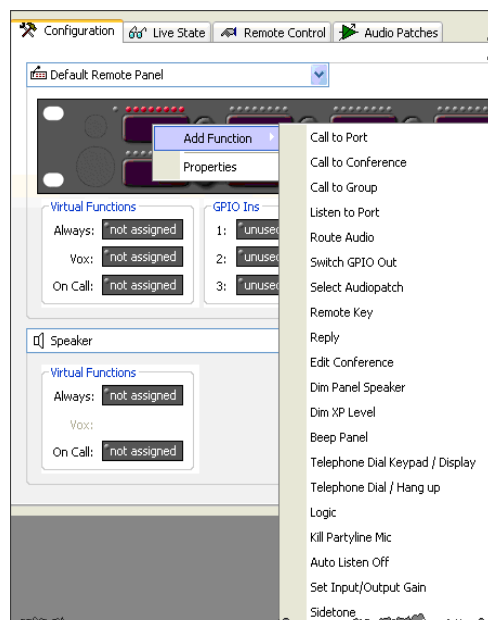 Configuration Live State Remote Control Audio Patches
Default Remote Panel
Add Function
Properties
Call to Port
Call to Conference
Call to Group
Listen to Port
Route Audio
Switch GPIO Out
Select Audiopatch
Remote Key
Reply
Edit Conference
Dim Panel Speaker
Dim XP Level
Beep Panel
Telephone Dial Keypad / Display
Telephone Dial / Hang up
Logic
Kill Partyline Mic
Auto Listen Off
Set Input/Output Gain
Sidetone
Virtual Functions
Always: not assigned
Vox: not assigned
On Call: not assigned
GPIO Ins
1: unused
2: unused
3: unused
Speaker
Virtual Functions
Always: not assigned
Vox:
On Call: not assigned